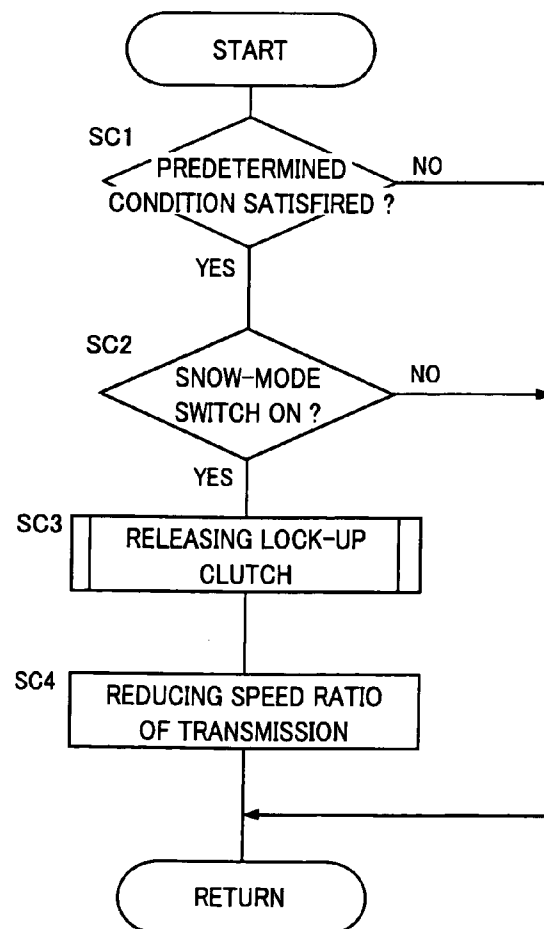 START
SC1
PREDETERMINED
CONDITION SATISFIRED ?
NO
YES
SC2
SNOW-MODE
SWITCH ON ?
NO
YES
SC3
RELEASING LOCK-UP
CLUTCH
SC4
REDUCING SPEED RATIO
OF TRANSMISSION
RETURN